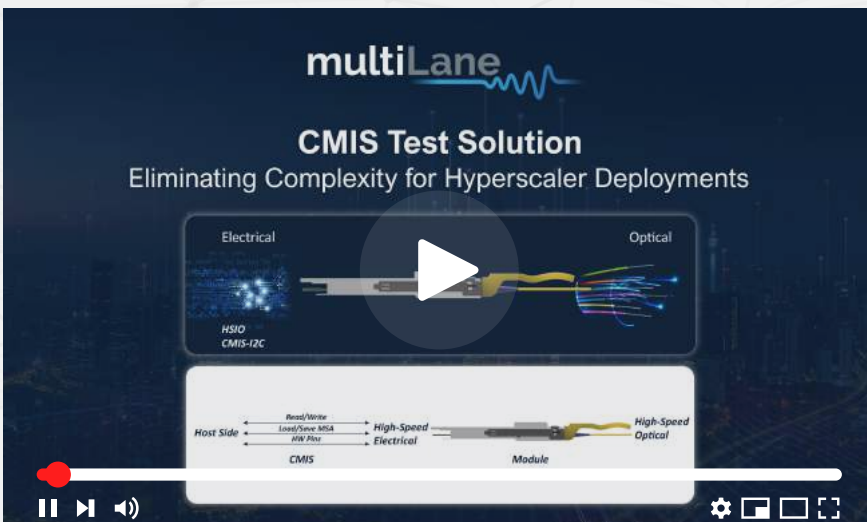 multiLane
CMIS Test Solution
Eliminating Complexity for Hyperscaler Deployments
Electrical
Optical
HSIO
CMIS-I2C
Read/Write
Load/Save MSA
HW Pins
Host Side
High-Speed
Electrical
CMIS
High-Speed
Optical
Module